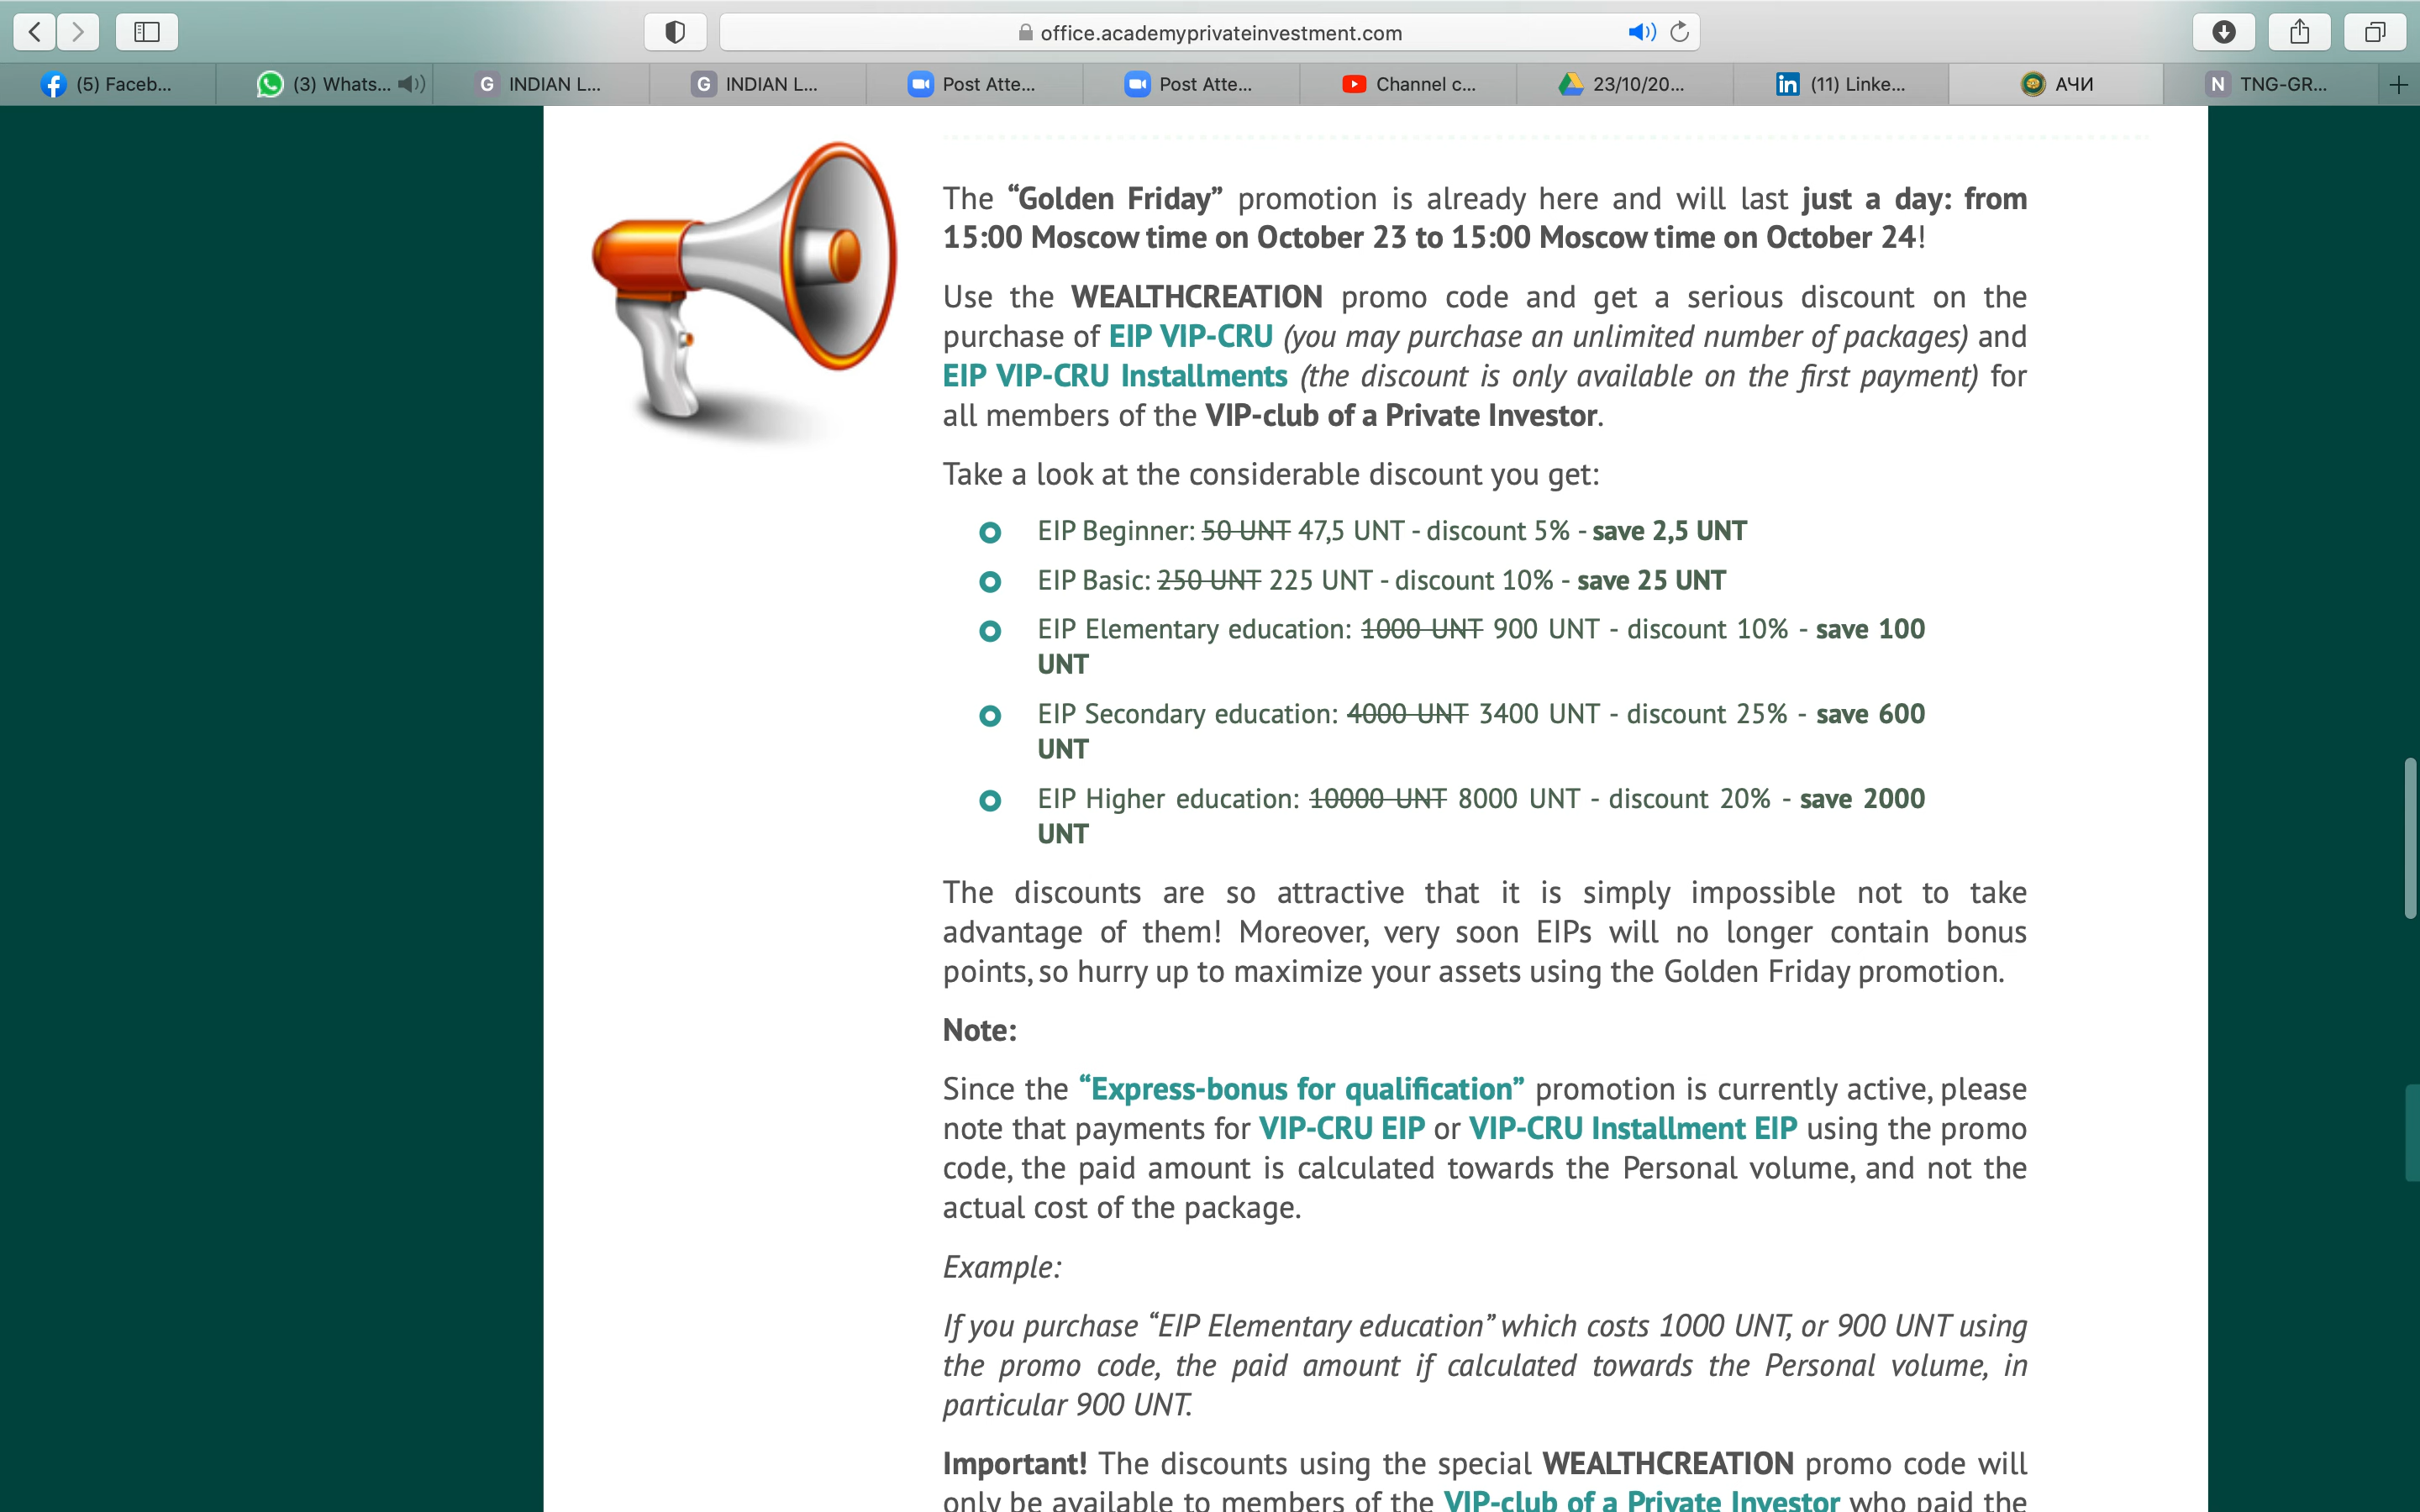 office.academyprivateinvestment.com
(5) Faceb...
(3) Whats...
G INDIAN L...
G INDIAN L...
Post Atte...
Post Atte...
Channel c...
23/10/20...
in (11) Linke...
АЧИ
N TNG-GR...
The “Golden Friday” promotion is already here and will last just a day: from
15:00 Moscow time on October 23 to 15:00 Moscow time on October 24!
Use the WEALTHCREATION promo code and get a serious discount on the
purchase of EIP VIP-CRU (you may purchase an unlimited number of packages) and
EIP VIP-CRU Installments (the discount is only available on the first payment) for
all members of the VIP-club of a Private Investor.
Take a look at the considerable discount you get:
EIP Beginner: 50 UNT 47,5 UNT - discount 5% - save 2,5 UNT
EIP Basic: 250 UNT 225 UNT - discount 10% - save 25 UNT
EIP Elementary education: 1000 UNT 900 UNT - discount 10% - save 100
UNT
EIP Secondary education: 4000 UNT 3400 UNT - discount 25% - save 600
UNT
EIP Higher education: 10000 UNT 8000 UNT - discount 20% - save 2000
UNT
The discounts are so attractive that it is simply impossible not to take
advantage of them! Moreover, very soon EIPs will no longer contain bonus
points, so hurry up to maximize your assets using the Golden Friday promotion.
Note:
Since the “Express-bonus for qualification” promotion is currently active, please
note that payments for VIP-CRU EIP or VIP-CRU Installment EIP using the promo
code, the paid amount is calculated towards the Personal volume, and not the
actual cost of the package.
Example:
If you purchase “EIP Elementary education” which costs 1000 UNT, or 900 UNT using
the promo code, the paid amount if calculated towards the Personal volume, in
particular 900 UNT.
Important! The discounts using the special WEALTHCREATION promo code will
only be available to members of the VIP-club of a Private Investor who paid the